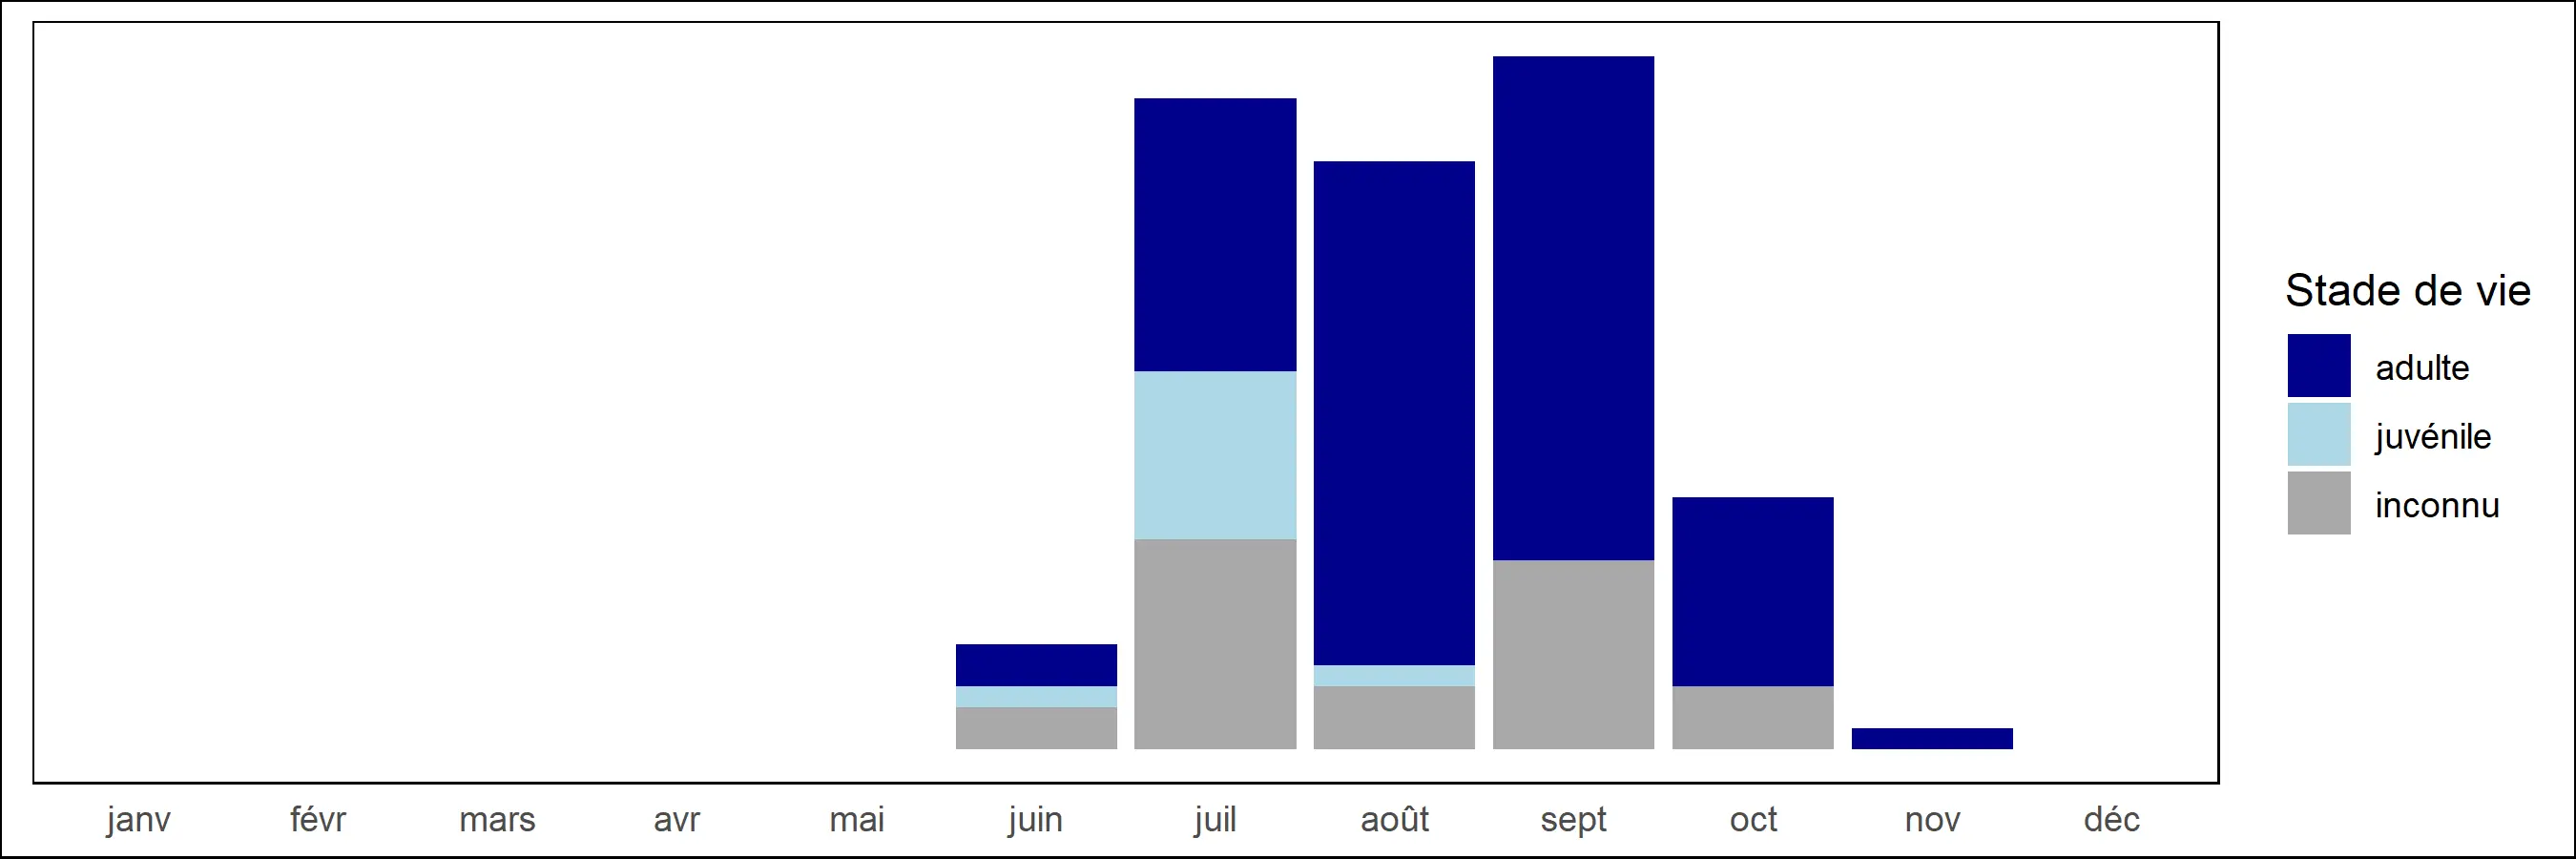 Stade de vie
adulte
juvénile
inconnu
janv févr mars avr mai juin juil août sept oct nov déc